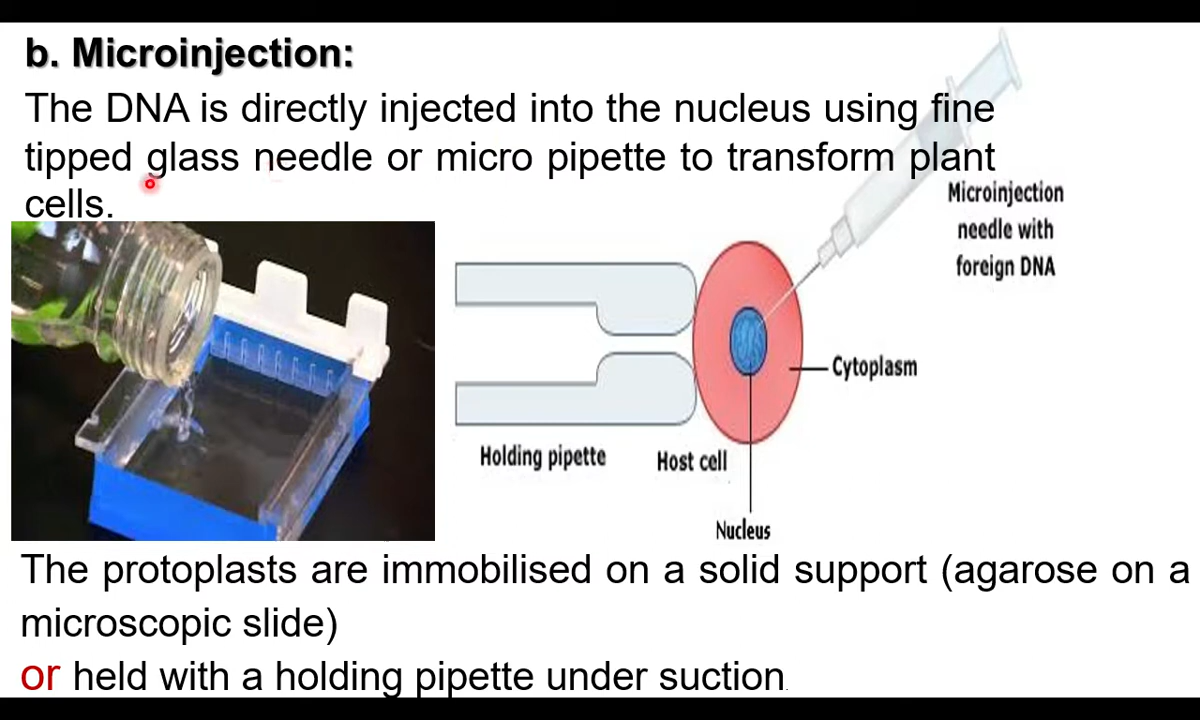 b. Microinjection:
The DNA is directly injected into the nucleus using fine
tipped glass needle or micro pipette to transform plant
cells.
Microinjection
needle with
foreign DNA
Cytoplasm
Holding pipette
Host cell
Nucleus
The protoplasts are immobilised on a solid support (agarose on a
microscopic slide)
or held with a holding pipette under suction.